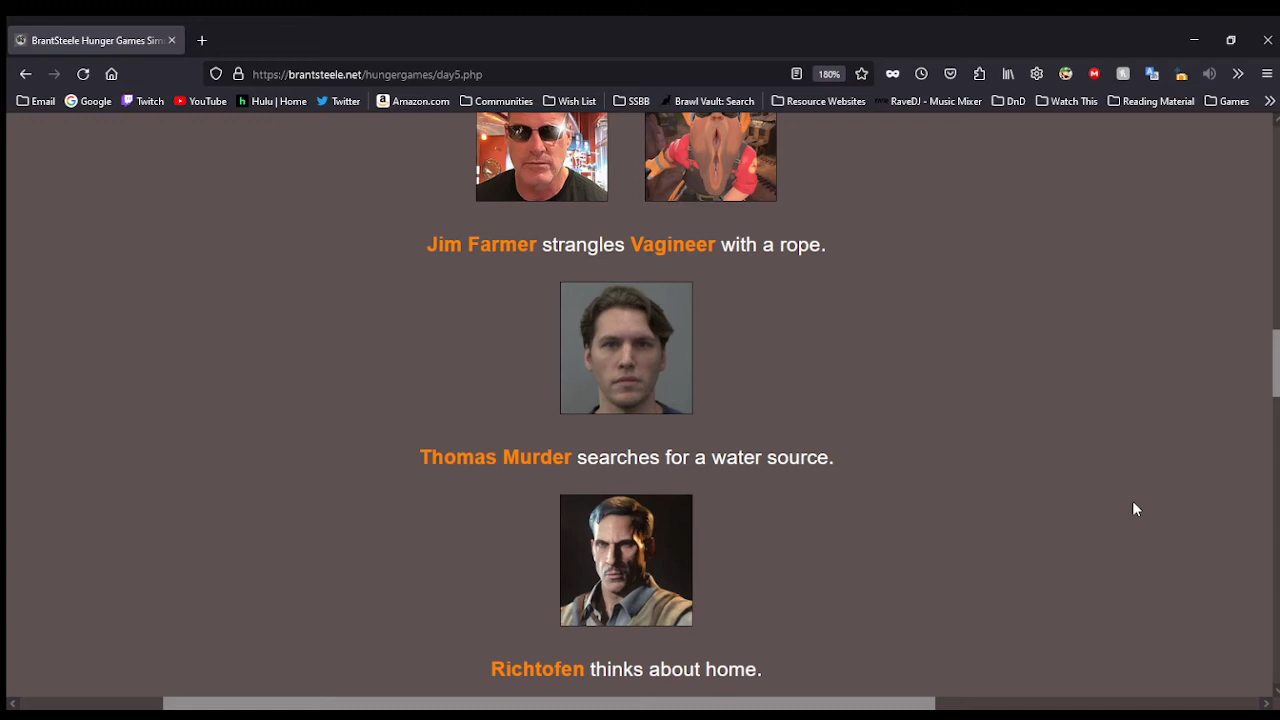 BrantSteele Hunger Games Sim
https://brantsteele.net/hungergames/day5.php
180%
Email Google Twitch YouTube Hulu | Home Twitter Amazon.com Communities Wish List SSBB Brawl Vault: Search Resource Websites RaveDJ - Music Mixer DnD Watch This Reading Material Games
Jim Farmer strangles Vagineer with a rope.
Thomas Murder searches for a water source.
Richtofen thinks about home.